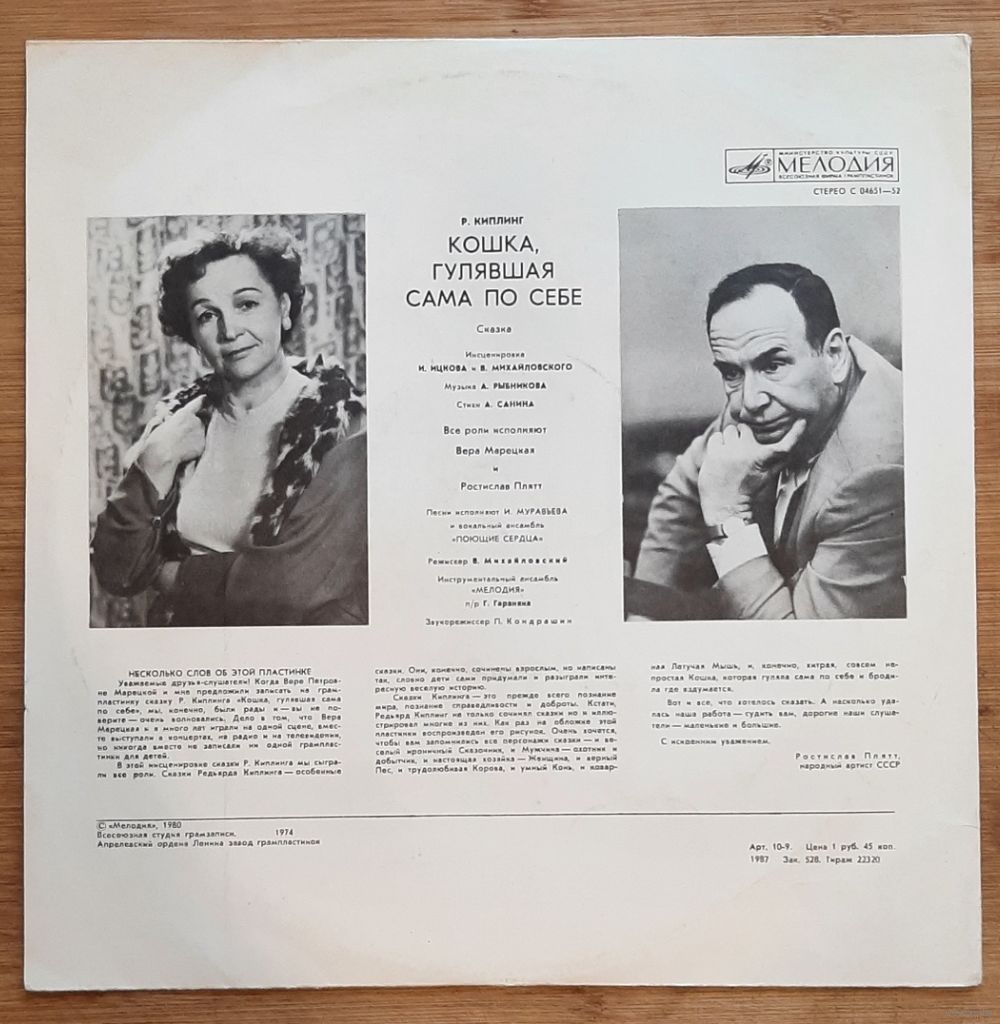 МИНИСТЕРСТВО КУЛЬТУРЫ СССР
МЕЛОДИЯ
ВСЕСОЮЗНАЯ ФИРМА ГРАМПЛАСТИНОК
СТЕРЕО С 04651—52
Р. КИПЛИНГ
КОШКА,
ГУЛЯВШАЯ
САМА ПО СЕБЕ
Сказка
Инсценировка
И. ИЦКОВА и В. МИХАЙЛОВСКОГО
Музыка А. РЫБНИКОВА
Стихи А. САНИНА
Все роли исполняют
Вера Марецкая
и
Ростислав Плятт
Песни исполняют И. МУРАВЬЕВА
и вокальный ансамбль
«ПОЮЩИЕ СЕРДЦА»
Режиссер В. Михайловский
Инструментальный ансамбль
«МЕЛОДИЯ»
п/р Г. Гараняна
Звукорежиссер П. Кондрашин
НЕСКОЛЬКО СЛОВ ОБ ЭТОЙ ПЛАСТИНКЕ
Уважаемые друзья-слушатели! Когда Вере Петров-
не Марецкой и мне предложили записать на грам-
пластинку сказку Р. Киплинга «Кошка, гулявшая сама
по себе», мы, конечно, были рады и — вы не по-
верите — очень волновались. Дело в том, что Вера
Марецкая и я много лет играли на одной сцене, вмес-
те выступали в концертах, на радио и на телевидении,
но никогда вместе не записали ни одной грамплас-
тинки для детей.
В этой инсценировке сказки Р. Киплинга мы сыгра-
ли все роли. Сказки Редьярда Киплинга — особенные
сказки. Они, конечно, сочинены взрослым, но написаны
так, словно дети сами придумали и разыграли инте-
ресную веселую историю.
Сказки Киплинга — это прежде всего познание
мира, познание справедливости и доброты. Кстати,
Редьярд Киплинг не только сочинял сказки но и иллю-
стрировал многие из них. Как раз на обложке этой
пластинки воспроизведен его рисунок. Очень хочется,
чтобы вам запомнились все персонажи сказки — и ве-
селый ироничный Сказочник, и Мужчина — охотник и
добытчик, и настоящая хозяйка — Женщина, и верный
Пес, и трудолюбивая Корова, и умный Конь, и ковар-
ная Летучая Мышь, и, конечно, хитрая, совсем не-
простая Кошка, которая гуляла сама по себе и броди-
ла где вздумается.
Вот и все, что хотелось сказать. А насколько уда-
лась наша работа — судить вам, дорогие наши слуша-
тели — маленькие и большие.
С искренним уважением,
Ростислав Плятт,
народный артист СССР
© «Мелодия», 1980
Всесоюзная студия грамзаписи, 1974
Апрелевский ордена Ленина завод грампластинок
Арт. 10-9. Цена 1 руб. 45 коп.
1987 Зак. 528. Тираж 22320